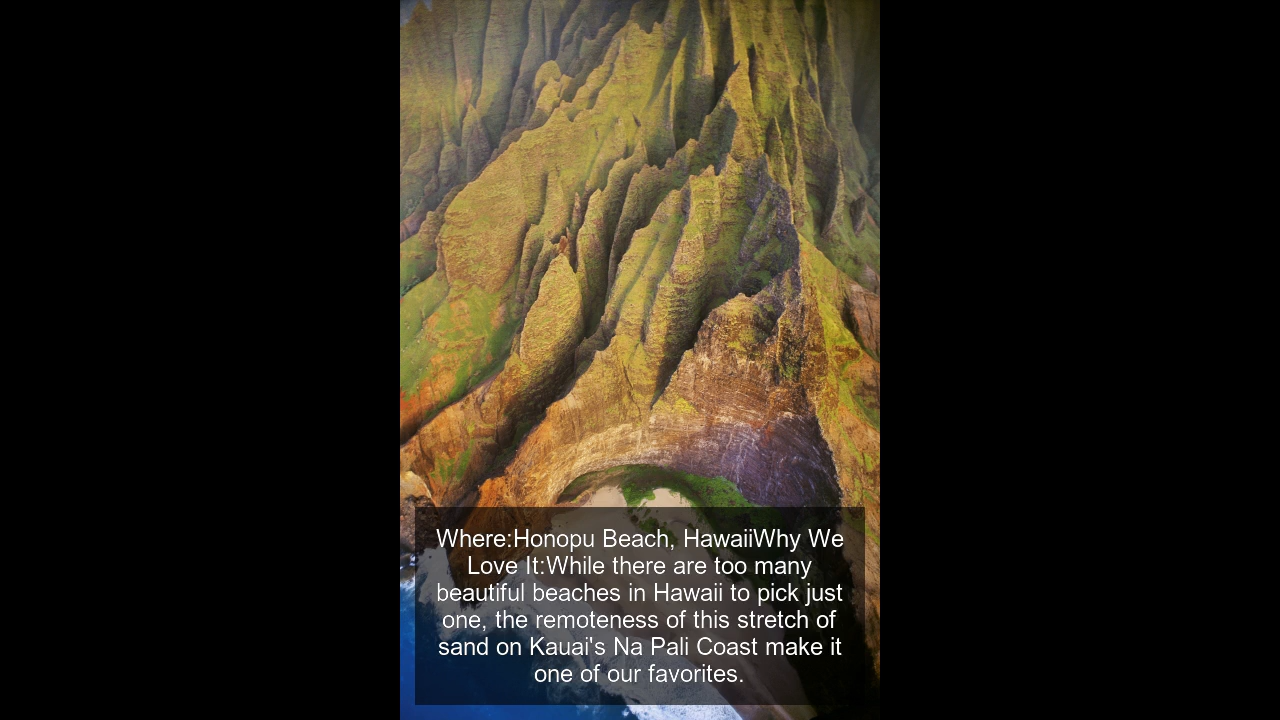 Where:Honopu Beach, HawaiiWhy We
Love It:While there are too many
beautiful beaches in Hawaii to pick just
one, the remoteness of this stretch of
sand on Kauai's Na Pali Coast make it
one of our favorites.